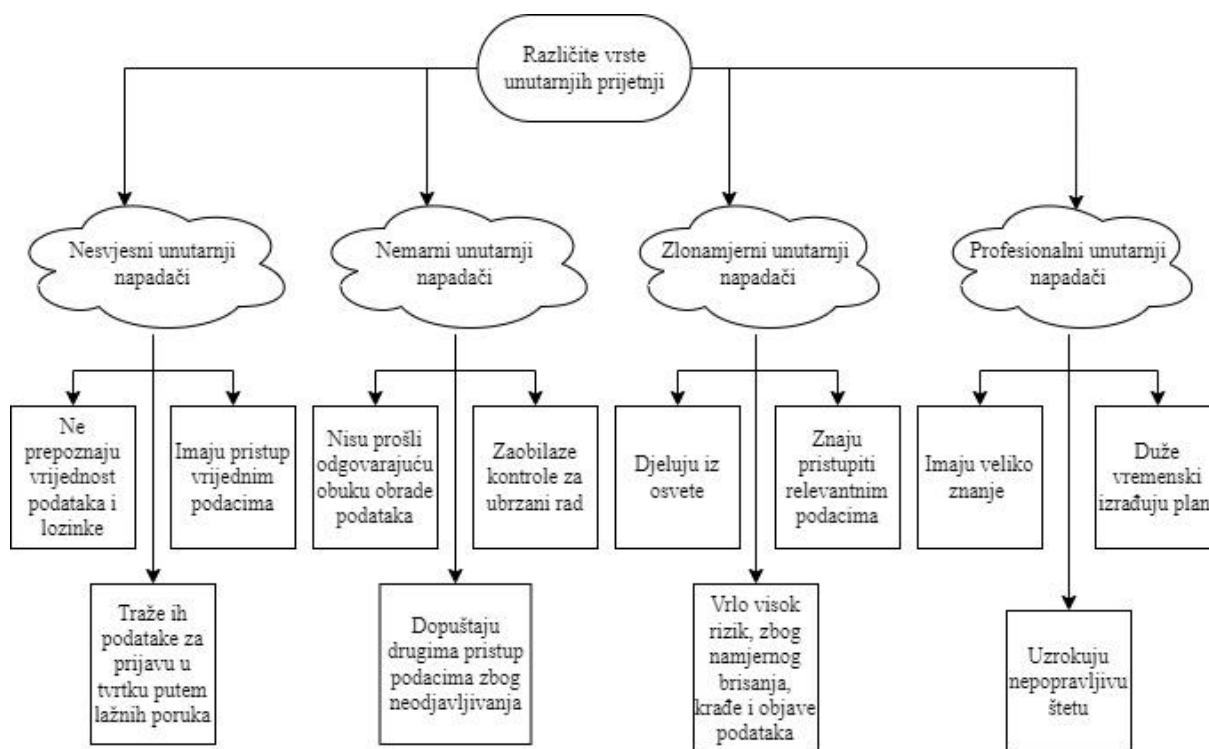 Različite vrste
unutarnjih prijetnji
Nesvjesni unutarnji
napadači
Nemarni unutarnji
napadači
Zlonamjerni unutarnji
napadači
Profesionalni unutarnji
napadači
Ne
prepoznaju
vrijednost
podataka i
lozinke
Imaju pristup
vrijednim
podacima
Nisu prošli
odgovarajuću
obuku obrade
podataka
Zaobilaze
kontrole za
ubrzani rad
Djeluju iz
osvete
Znaju
pristupiti
relevantnim
podacima
Imaju veliko
znanje
Duže
vremenski
izrađuju plan
Traže ih
podatake za
prijavu u
tvrtku putem
lažnih poruka
Dopuštaju
drugima pristup
podacima zbog
neodjavljivanja
Vrlo visok
rizik, zbog
namjernog
brisanja,
krađe i objave
podataka
Uzrokuju
nepopravljivu
štetu